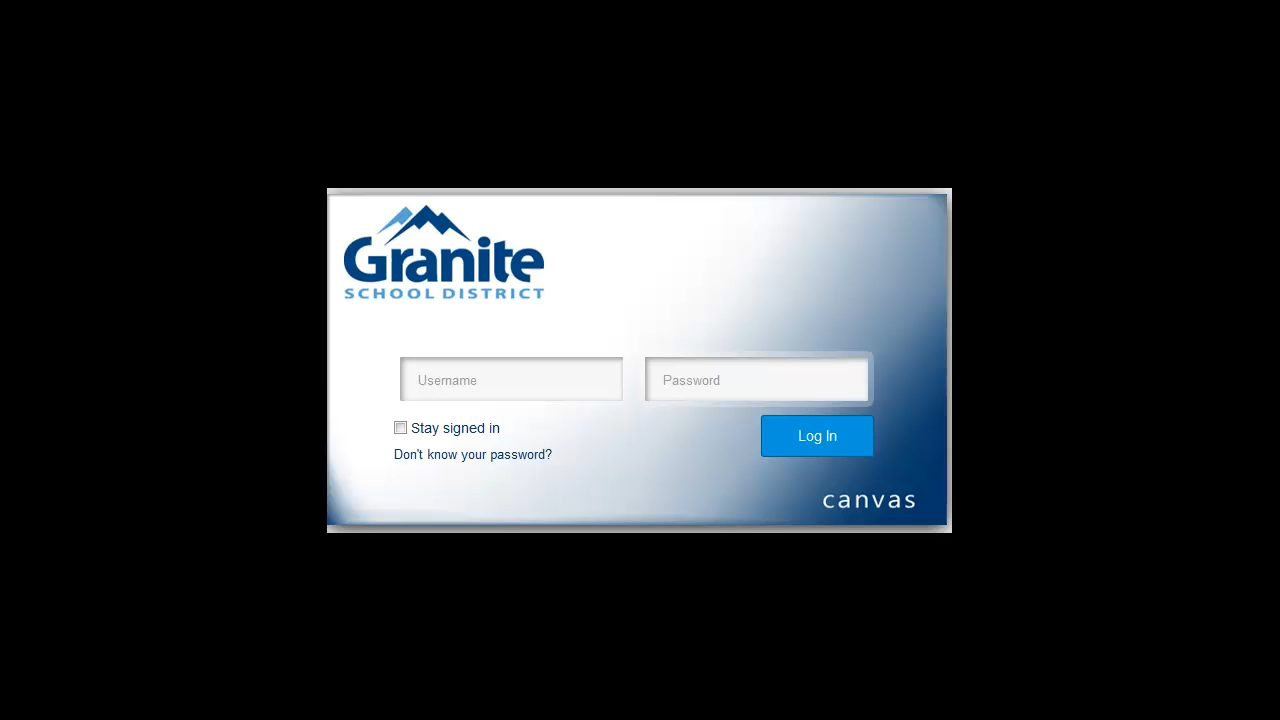 Granite
SCHOOL DISTRICT
Username
Password
Stay signed in
Log In
Don't know your password?
canvas